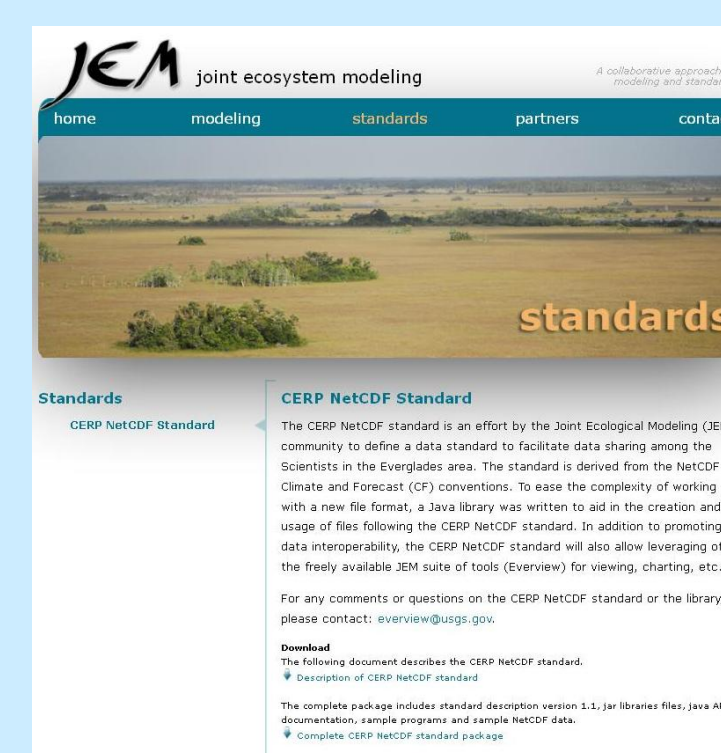 JEM joint ecosystem modeling
A collaborative approach
modeling and standar
home modeling standards partners conta
standards
Standards
CERP NetCDF Standard
CERP NetCDF Standard
The CERP NetCDF standard is an effort by the Joint Ecological Modeling (JE
community to define a data standard to facilitate data sharing among the
Scientists in the Everglades area. The standard is derived from the NetCDF
Climate and Forecast (CF) conventions. To ease the complexity of working
with a new file format, a Java library was written to aid in the creation and
usage of files following the CERP NetCDF standard. In addition to promoting
data interoperability, the CERP NetCDF standard will also allow leveraging of
the freely available JEM suite of tools (Everview) for viewing, charting, etc.
For any comments or questions on the CERP NetCDF standard or the library
please contact: everview@usgs.gov.
Download
The following document describes the CERP NetCDF standard.
Description of CERP NetCDF standard
The complete package includes standard description version 1.1, jar libraries files, java AP
documentation, sample programs and sample NetCDF data.
Complete CERP NetCDF standard package